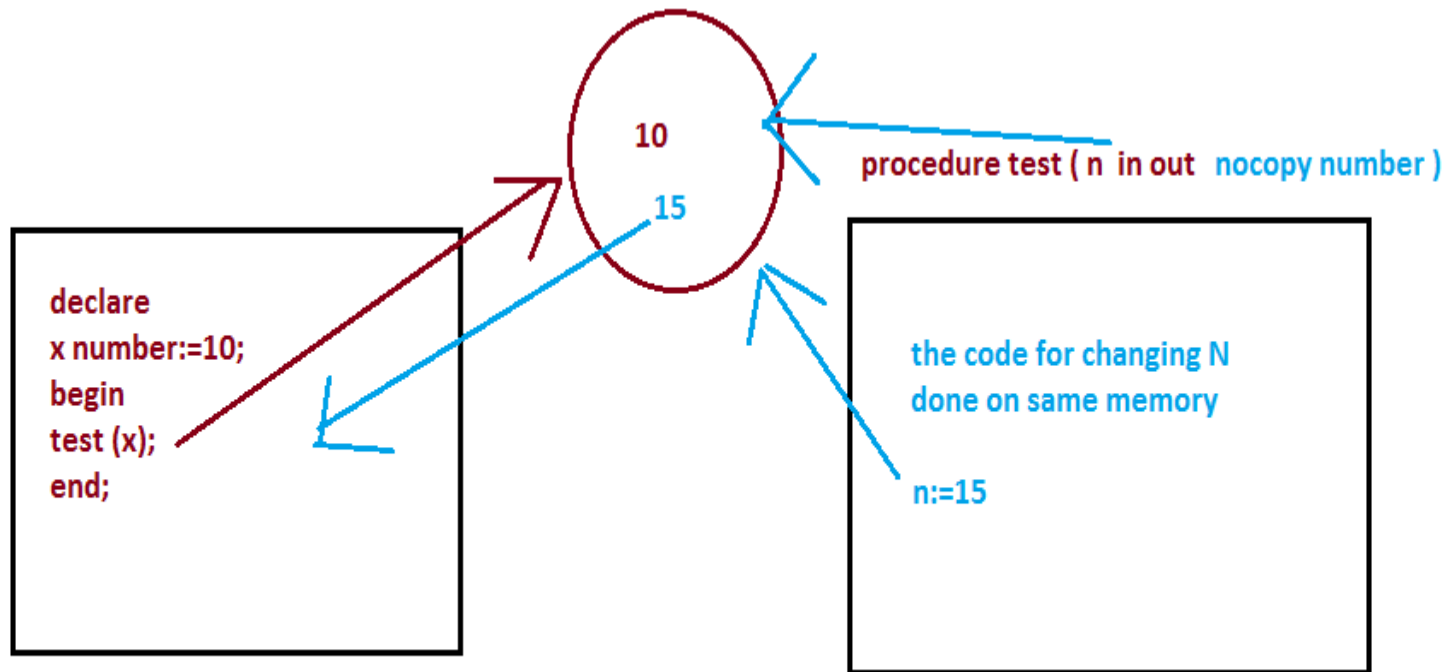 10
15
procedure test ( n in out nocopy number )
declare
x number:=10;
begin
test (x);
end;
the code for changing N
done on same memory
n:=15